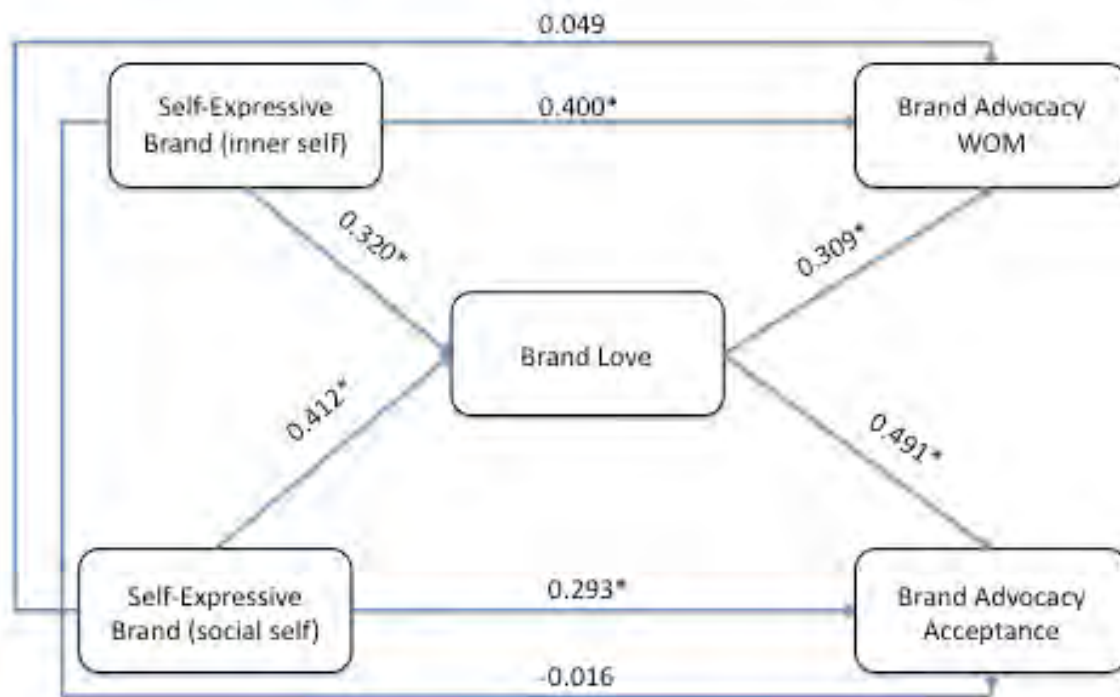 0.049
Self-Expressive
Brand (inner self)
0.400*
Brand Advocacy
WOM
0.320*
0.309*
Brand Love
0.412*
0.491*
Self-Expressive
Brand (social self)
0.293*
Brand Advocacy
Acceptance
-0.016